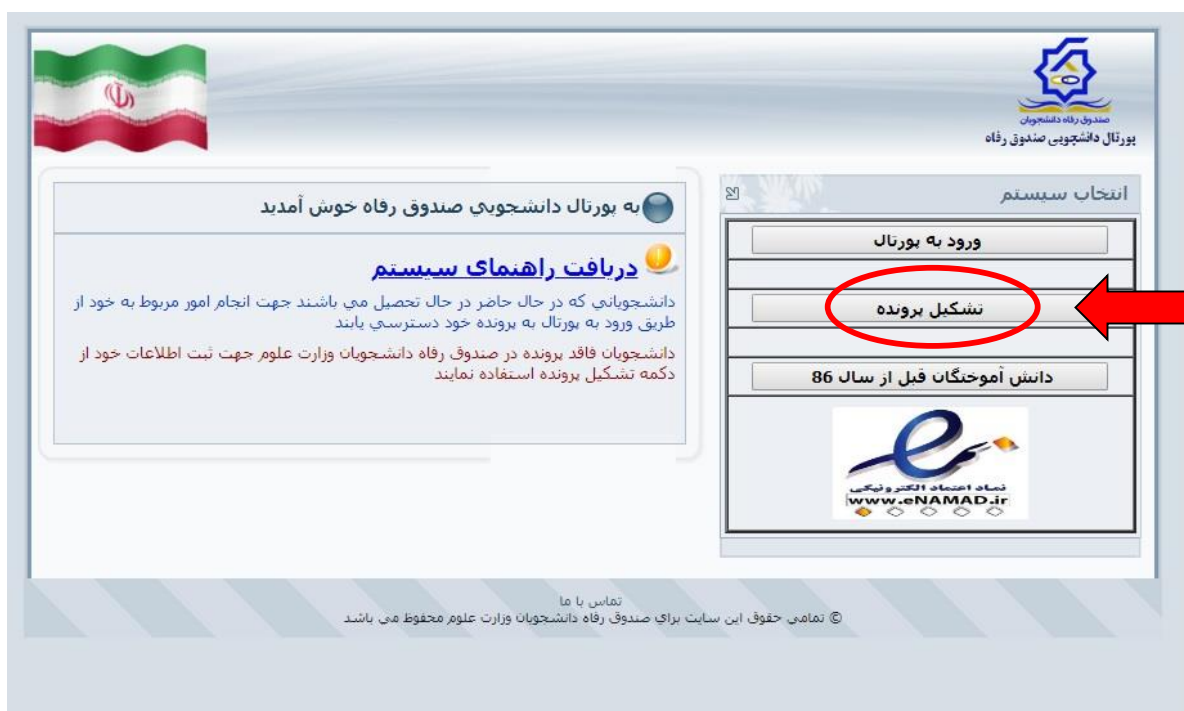 صندوق رفاه دانشجویان
پورتال دانشجویی صندوق رفاه
انتخاب سیستم
ورود به پورتال
تشکیل پرونده
دانش آموختگان قبل از سال 86
نماد اعتماد الکترونیکی
www.eNAMAD.ir
به پورتال دانشجويي صندوق رفاه خوش آمديد
دریافت راهنمای سیستم
دانشجوياني که در حال حاضر در حال تحصيل مي باشند جهت انجام امور مربوط به خود از
طريق ورود به پورتال به پرونده خود دسترسي يابند
دانشجويان فاقد پرونده در صندوق رفاه دانشجويان وزارت علوم جهت ثبت اطلاعات خود از
دکمه تشکيل پرونده استفاده نمايند
تماس با ما
© تمامي حقوق اين سايت براي صندوق رفاه دانشجويان وزارت علوم محفوظ مي باشد